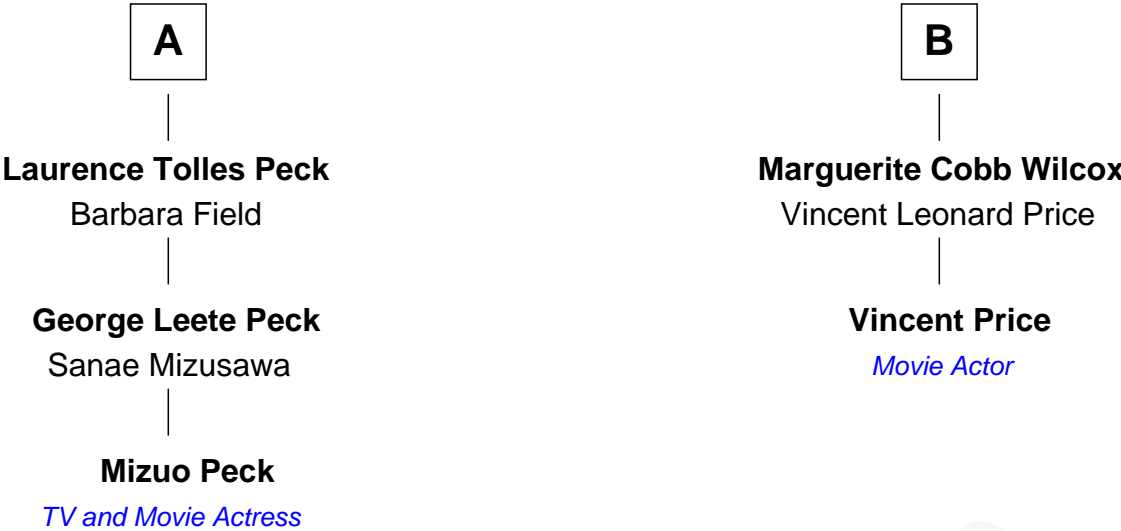 A
Laurence Tolles Peck
Barbara Field
George Leete Peck
Sanae Mizusawa
Mizuo Peck
TV and Movie Actress
B
Marguerite Cobb Wilcox
Vincent Leonard Price
Vincent Price
Movie Actor